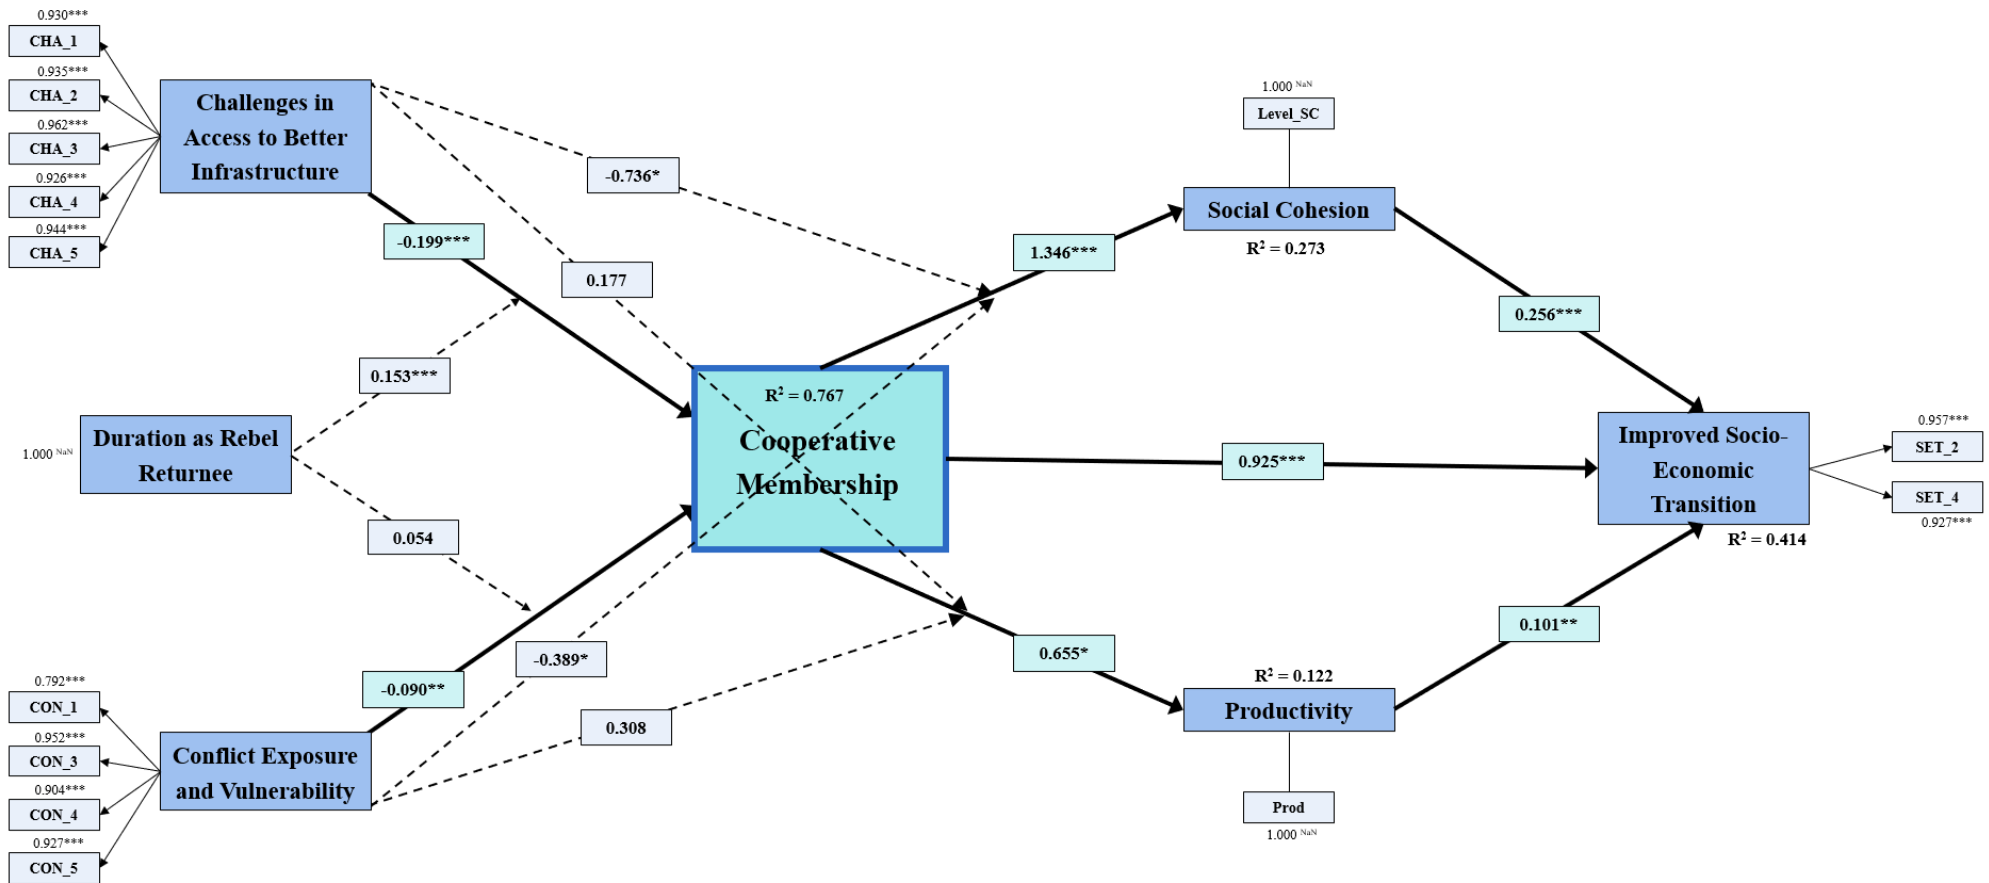 0.930***
CHA_1
0.935***
CHA_2
0.962***
CHA_3
0.926***
CHA_4
0.944***
CHA_5
Challenges in
Access to Better
Infrastructure
-0.199***
0.177
-0.736*
1.346***
1.000 NaN
Level_SC
Social Cohesion
R² = 0.273
0.256***
0.153***
Duration as Rebel
Returnee
1.000 NaN
0.054
R² = 0.767
Cooperative
Membership
0.925***
Improved Socio-
Economic
Transition
R² = 0.414
0.957***
SET_2
SET_4
0.927***
-0.090**
-0.389*
0.308
0.655*
0.101**
R² = 0.122
Productivity
Prod
1.000 NaN
0.792***
CON_1
0.952***
CON_3
0.904***
CON_4
0.927***
CON_5
Conflict Exposure
and Vulnerability